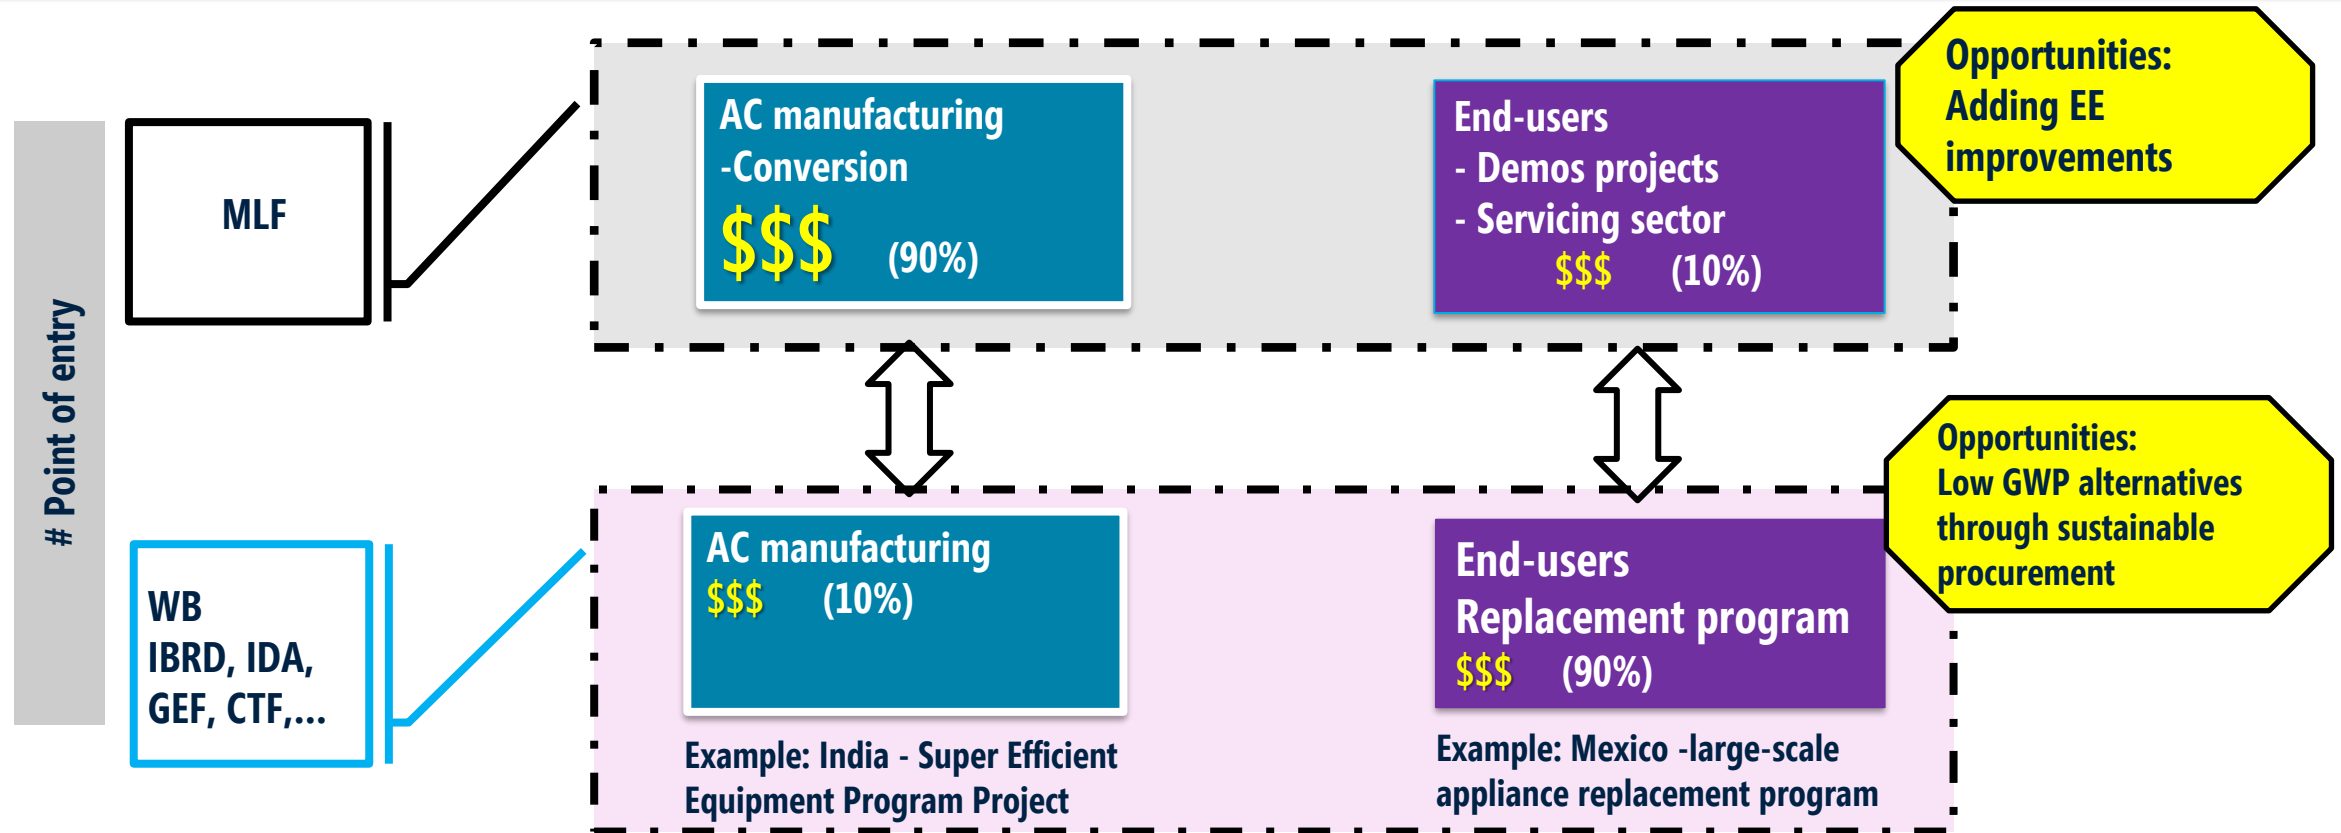 # Point of entry
MLF
AC manufacturing
-Conversion
$$$ (90%)
End-users
- Demos projects
- Servicing sector
$$$ (10%)
Opportunities:
Adding EE
improvements
WB
IBRD, IDA,
GEF, CTF,...
AC manufacturing
$$$ (10%)
Example: India - Super Efficient
Equipment Program Project
End-users
Replacement program
$$$ (90%)
Example: Mexico -large-scale
appliance replacement program
Opportunities:
Low GWP alternatives
through sustainable
procurement